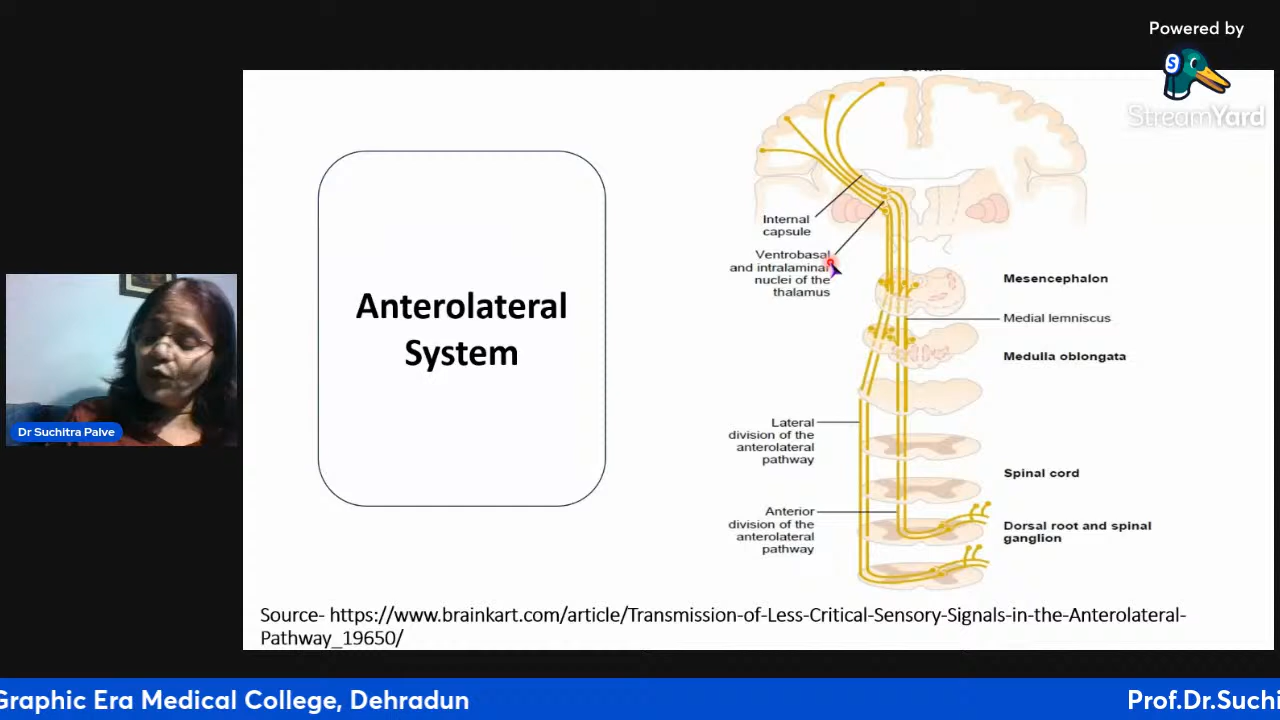 Powered by
S
StreamYard
Anterolateral
System
Internal
capsule
Ventrobasal
and intralaminar
nuclei of the
thalamus
Mesencephalon
Medial lemniscus
Medulla oblongata
Lateral
division of the
anterolateral
pathway
Spinal cord
Anterior
division of the
anterolateral
pathway
Dorsal root and spinal
ganglion
Source- https://www.brainkart.com/article/Transmission-of-Less-Critical-Sensory-Signals-in-the-Anterolateral-
Pathway_19650/
Dr Suchitra Palve
Graphic Era Medical College, Dehradun
Prof.Dr.Suchi